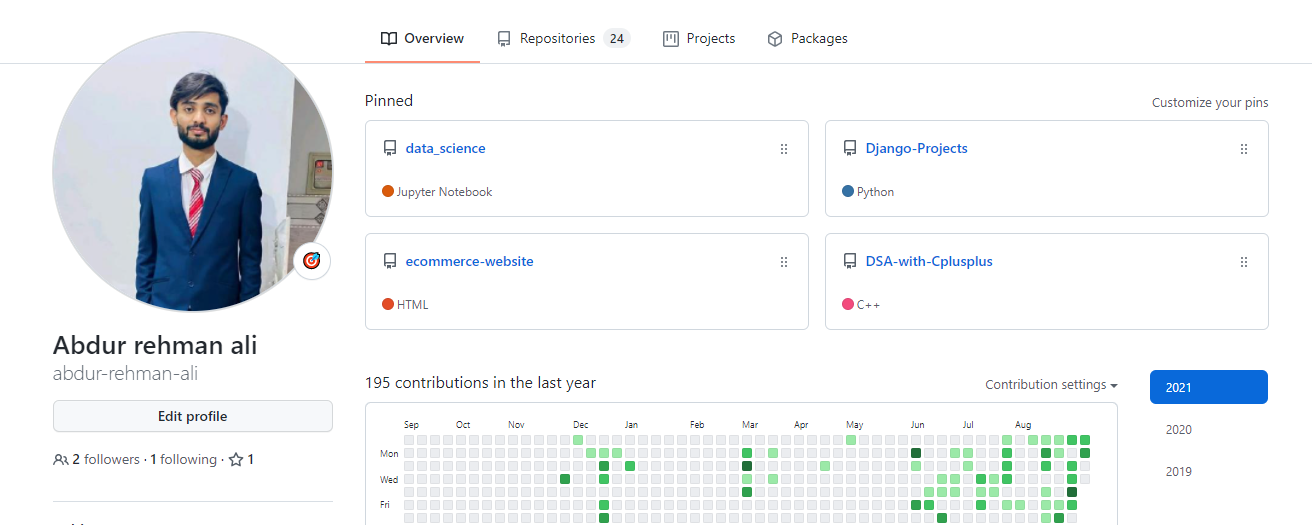 Overview Repositories 24 Projects Packages
Pinned
Customize your pins
data_science
Jupyter Notebook
Django-Projects
Python
ecommerce-website
HTML
DSA-with-Cplusplus
C++
Abdur rehman ali
abdur-rehman-ali
Edit profile
2 followers · 1 following · 1
195 contributions in the last year
Contribution settings
2021
2020
2019
Sep Oct Nov Dec Jan Feb Mar Apr May Jun Jul Aug
Mon
Wed
Fri